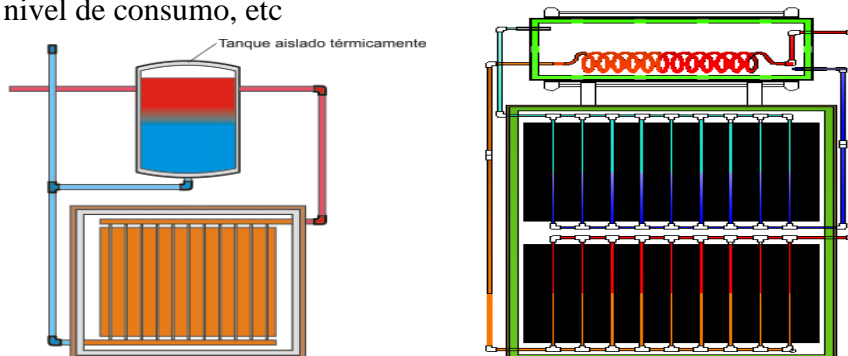 nivel de consumo, etc
Tanque aislado térmicamente